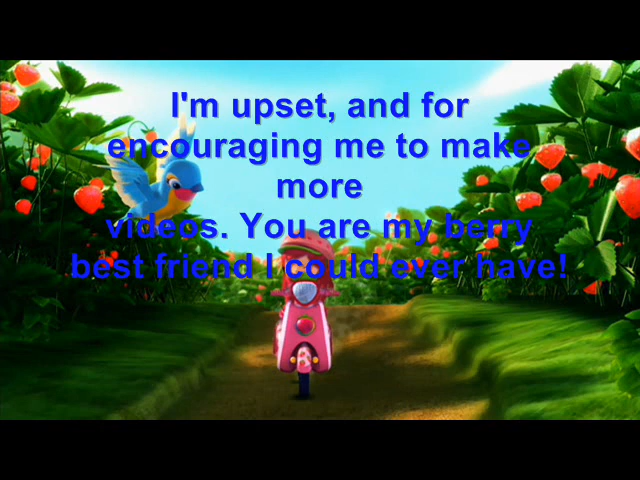 I'm upset, and for
encouraging me to make
more
videos. You are my berry
best friend I could ever have!